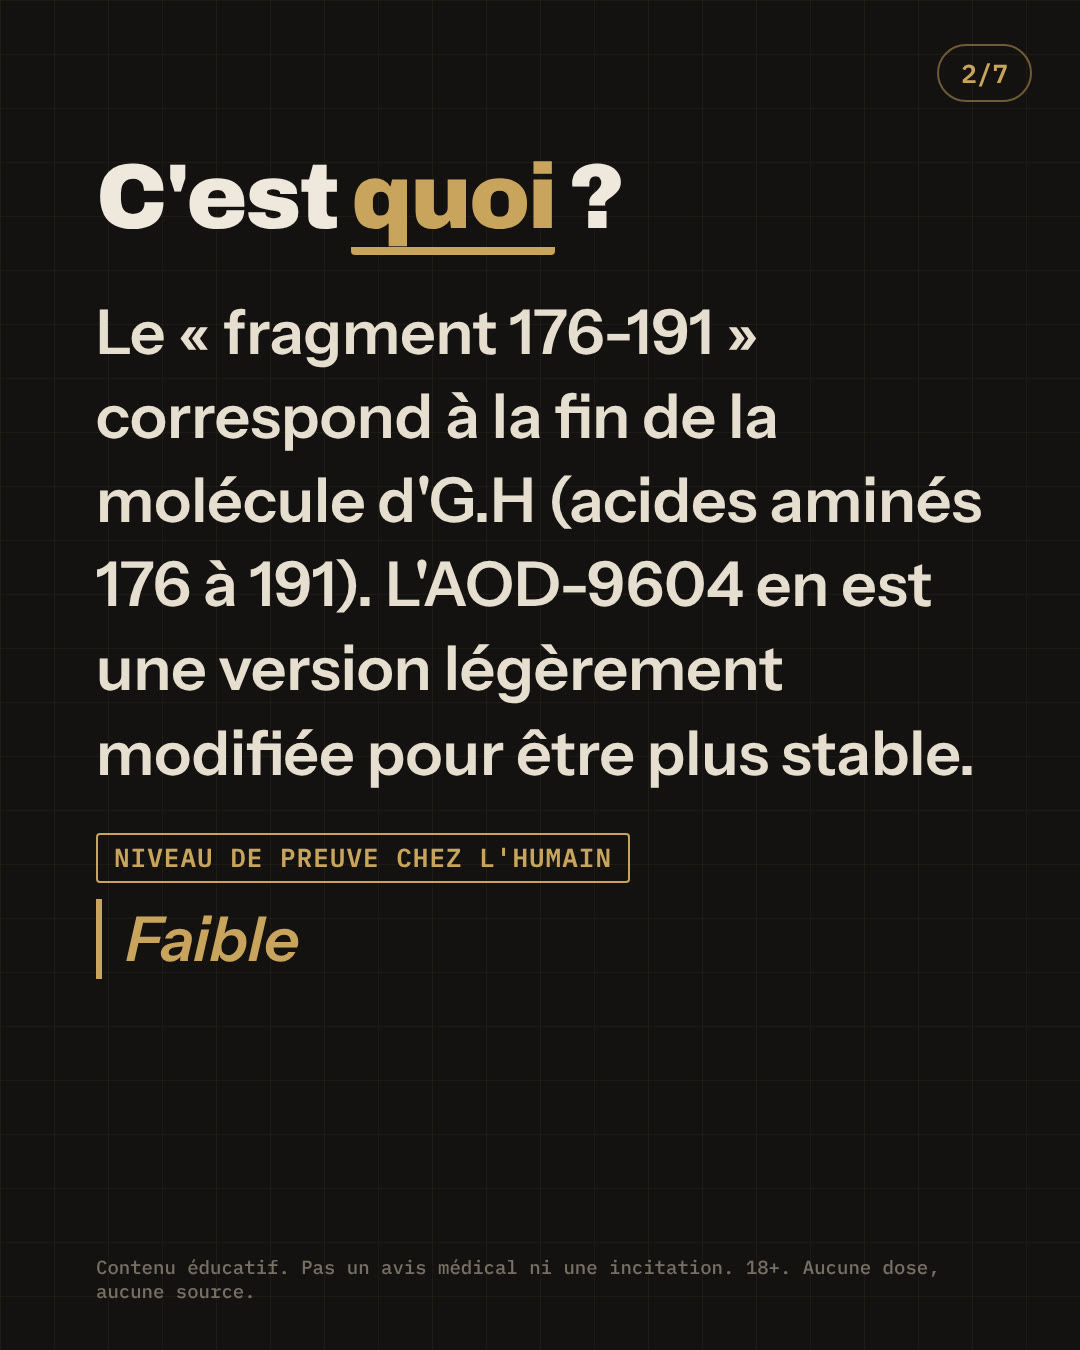 2/7
C'est quoi ?
Le « fragment 176-191 »
correspond à la fin de la
molécule d'G.H (acides aminés
176 à 191). L'AOD-9604 en est
une version légèrement
modifiée pour être plus stable.
NIVEAU DE PREUVE CHEZ L'HUMAIN
Faible
Contenu éducatif. Pas un avis médical ni une incitation. 18+. Aucune dose,
aucune source.